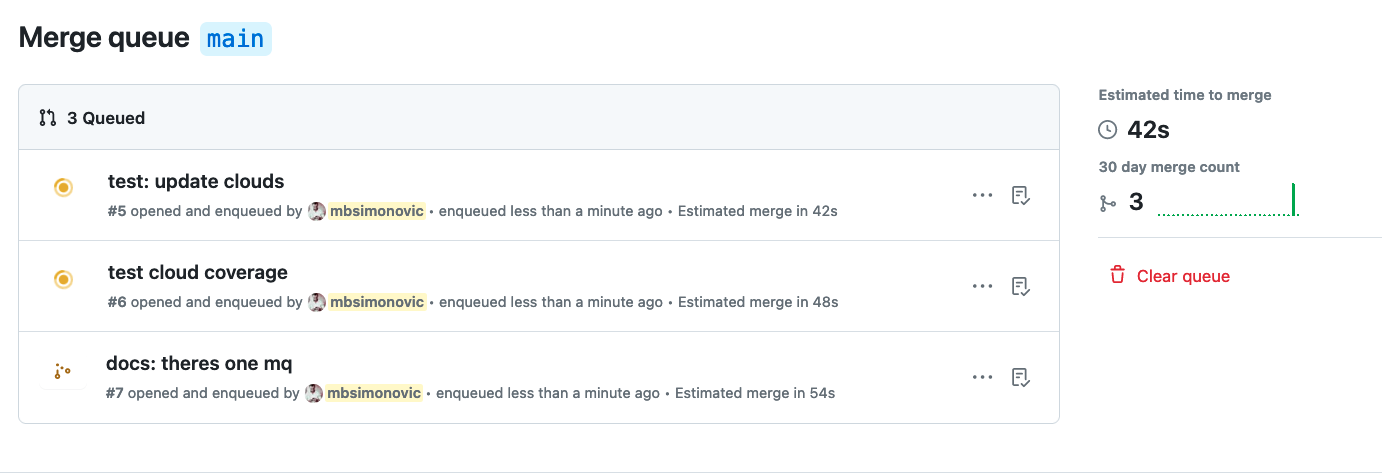 Merge queue main
3 Queued
test: update clouds
#5 opened and enqueued by mbsimonovic • enqueued less than a minute ago • Estimated merge in 42s
test cloud coverage
#6 opened and enqueued by mbsimonovic • enqueued less than a minute ago • Estimated merge in 48s
docs: theres one mq
#7 opened and enqueued by mbsimonovic • enqueued less than a minute ago • Estimated merge in 54s
Estimated time to merge
42s
30 day merge count
3
Clear queue